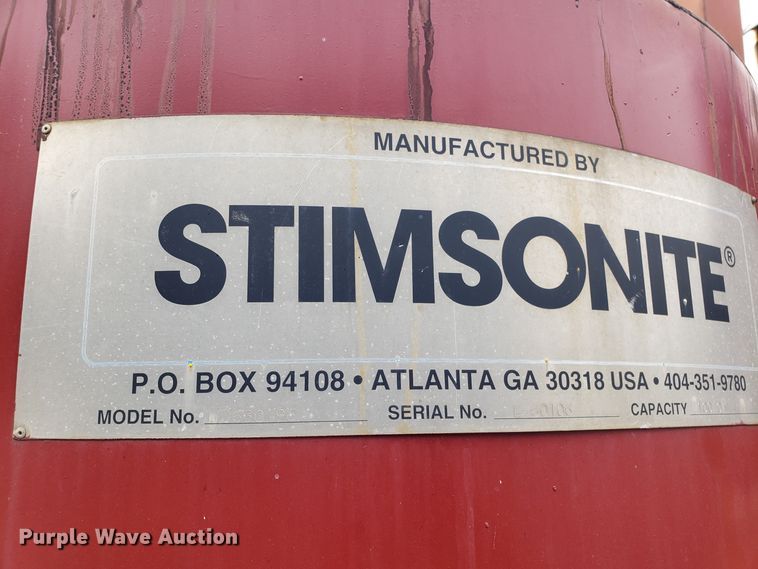 MANUFACTURED BY
STIMSONITE®
P.O. BOX 94108 • ATLANTA GA 30318 USA • 404-351-9780
MODEL No. SERIAL No. CAPACITY
Purple Wave Auction